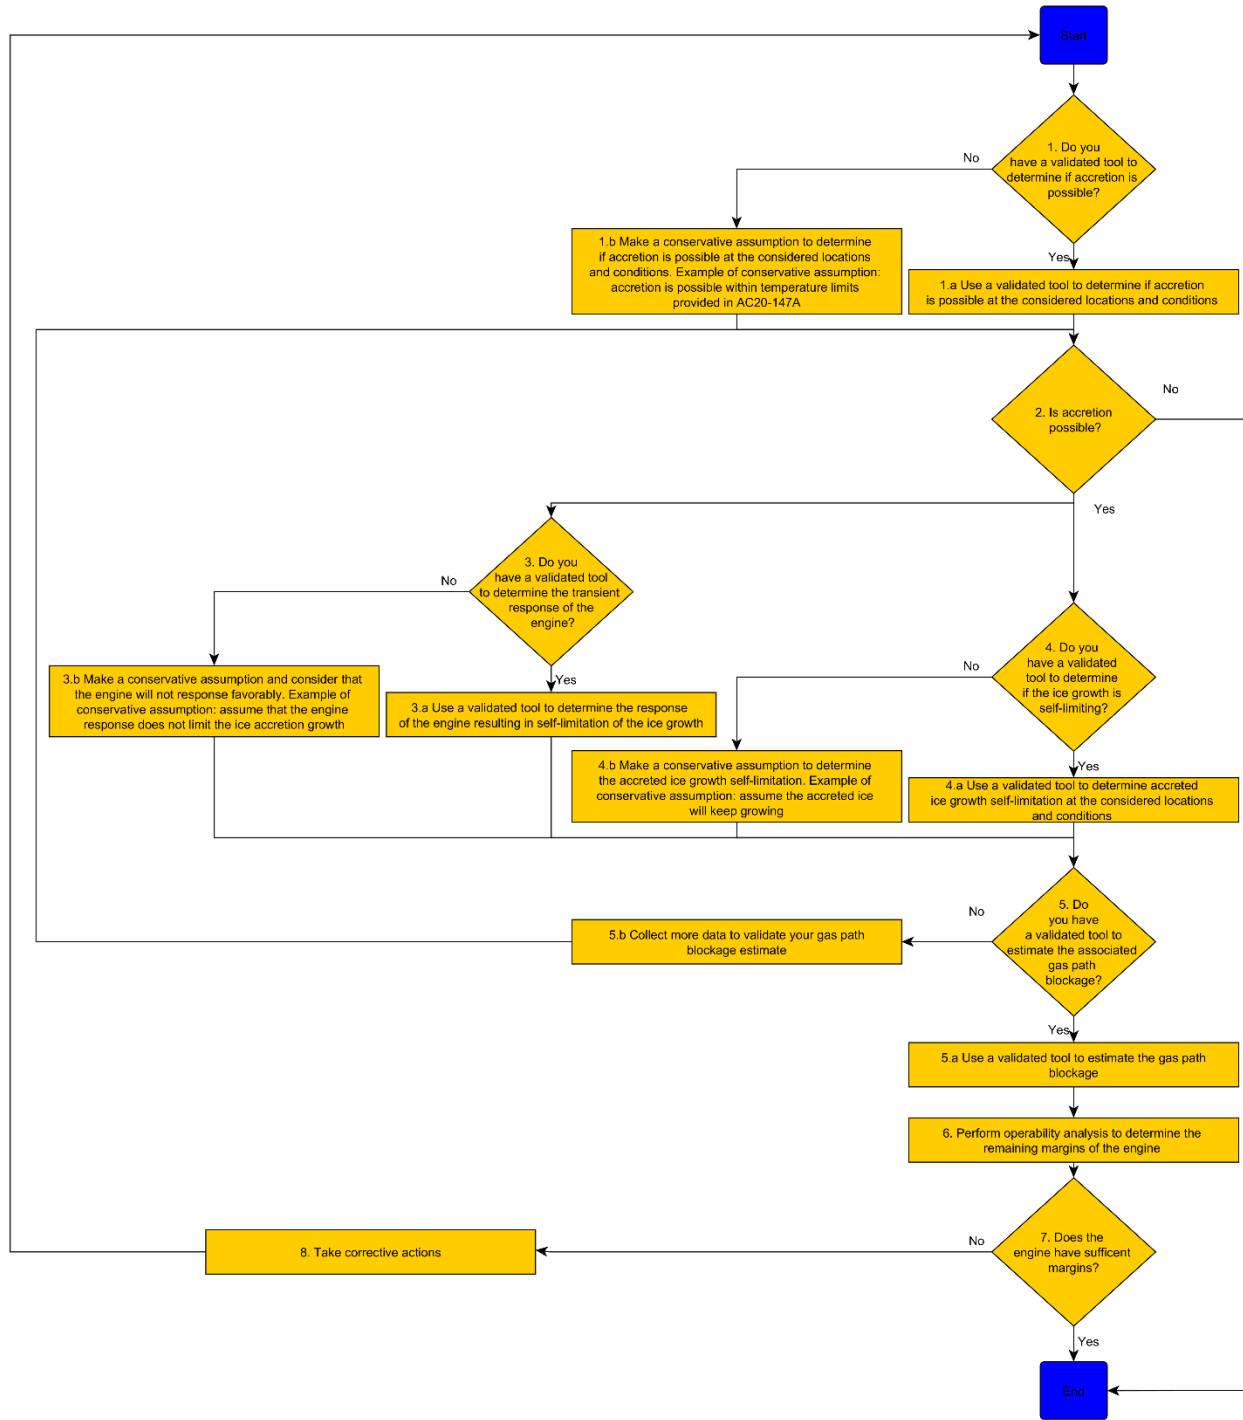 Start
1. Do you
have a validated tool to
determine if accretion is
possible?
No
Yes
1.b Make a conservative assumption to determine
if accretion is possible at the considered locations
and conditions. Example of conservative assumption:
accretion is possible within temperature limits
provided in AC20-147A
1.a Use a validated tool to determine if accretion
is possible at the considered locations and conditions
2. Is accretion
possible?
No
Yes
3. Do you
have a validated tool
to determine the transient
response of the
engine?
No
Yes
4. Do you
have a validated
tool to determine
if the ice growth is
self-limiting?
No
Yes
3.b Make a conservative assumption and consider that
the engine will not response favorably. Example of
conservative assumption: assume that the engine
response does not limit the ice accretion growth
3.a Use a validated tool to determine the response
of the engine resulting in self-limitation of the ice growth
4.b Make a conservative assumption to determine
the accreted ice growth self-limitation. Example of
conservative assumption: assume the accreted ice
will keep growing
4.a Use a validated tool to determine accreted
ice growth self-limitation at the considered locations
and conditions
5. Do
you have
a validated tool to
estimate the associated
gas path
blockage?
No
Yes
5.b Collect more data to validate your gas path
blockage estimate
5.a Use a validated tool to estimate the gas path
blockage
6. Perform operability analysis to determine the
remaining margins of the engine
7. Does the
engine have sufficent
margins?
No
Yes
8. Take corrective actions
End